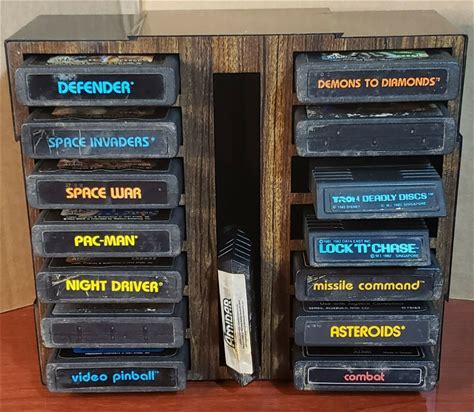 DEFENDER
SPACE INVADERS
SPACE WAR
PAC-MAN
NIGHT DRIVER
video pinball
AMIDAR
DEMONS TO DIAMONDS
TRON DEADLY DISCS
LOCK 'N' CHASE
missile command
ASTEROIDS
combat